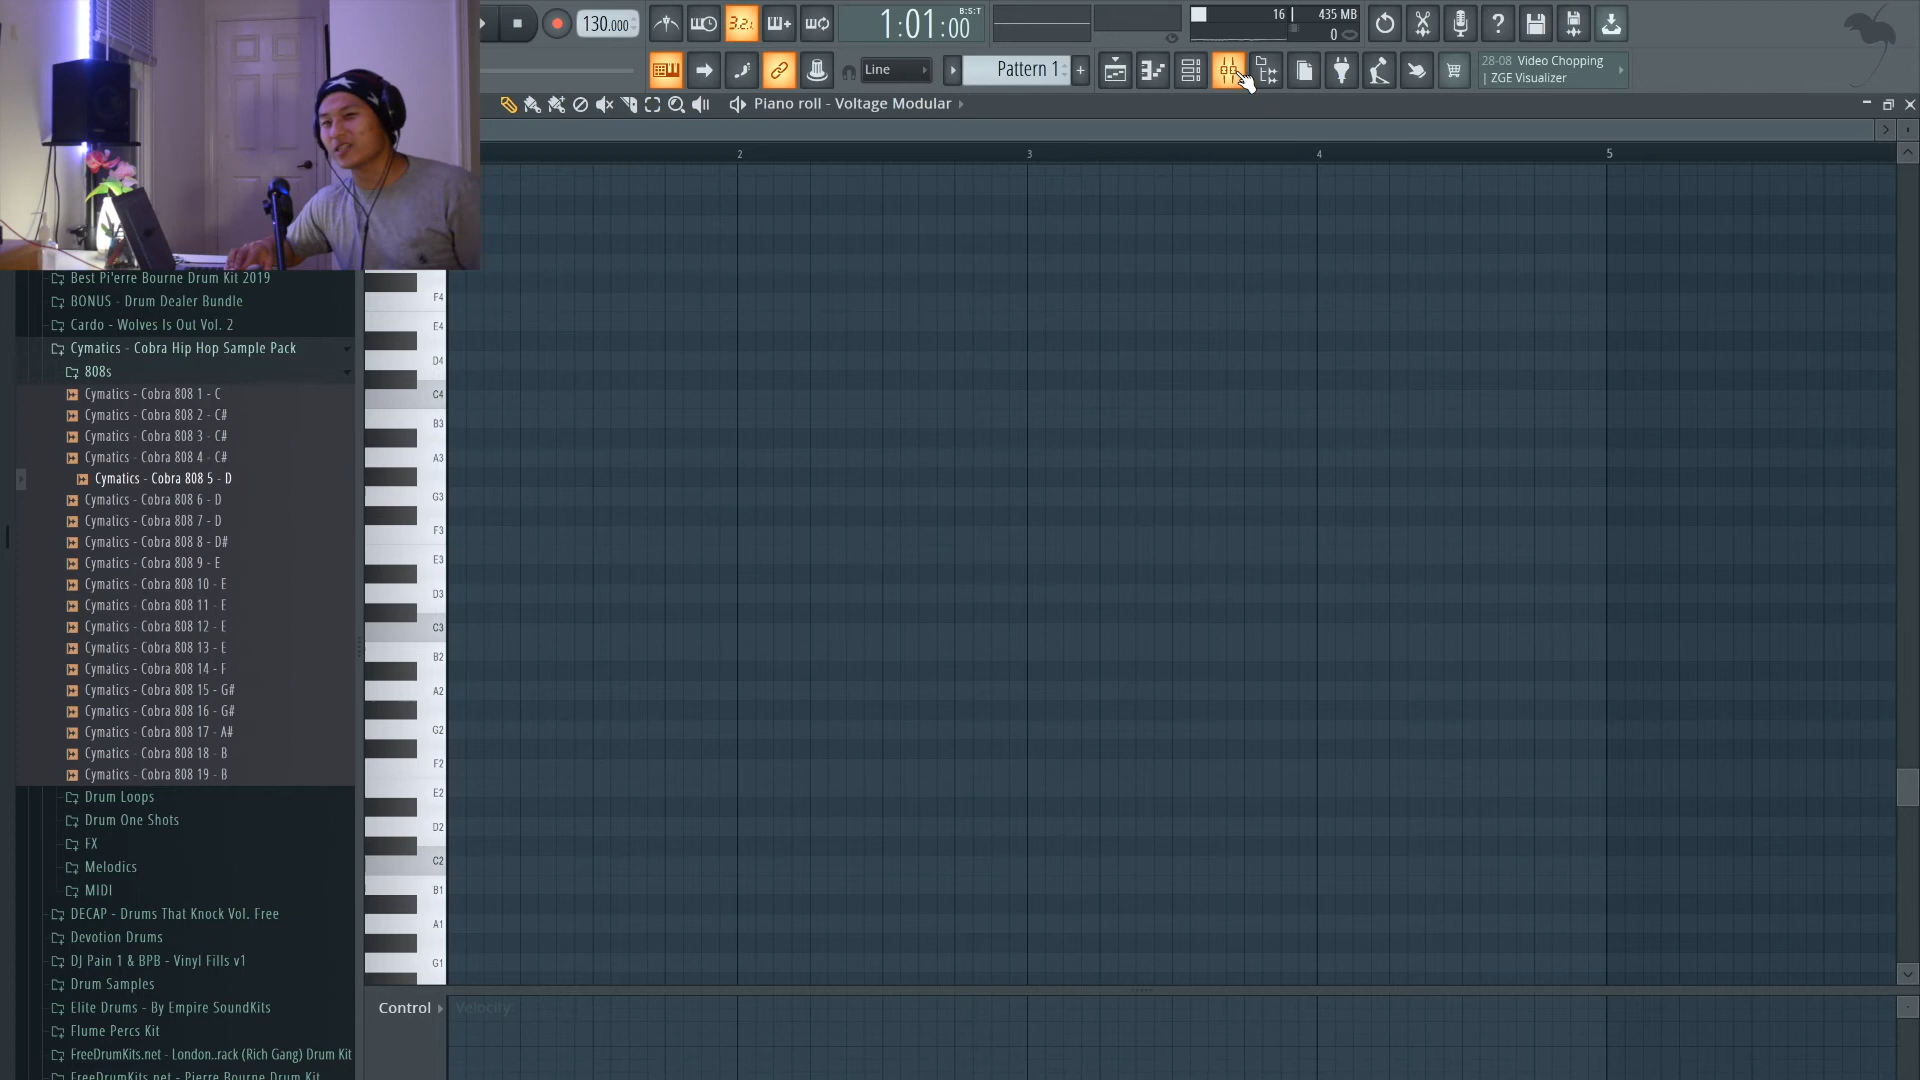 130.000
3.2.
1:01:00
B:S:T
16
435 MB
0
Line
Pattern 1
+
28-08 Video Chopping
| ZGE Visualizer
Piano roll - Voltage Modular
2
3
4
5
Best Pi'erre Bourne Drum Kit 2019
BONUS - Drum Dealer Bundle
Cardo - Wolves Is Out Vol. 2
Cymatics - Cobra Hip Hop Sample Pack
808s
Cymatics - Cobra 808 1 - C
Cymatics - Cobra 808 2 - C#
Cymatics - Cobra 808 3 - C#
Cymatics - Cobra 808 4 - C#
Cymatics - Cobra 808 5 - D
Cymatics - Cobra 808 6 - D
Cymatics - Cobra 808 7 - D
Cymatics - Cobra 808 8 - D#
Cymatics - Cobra 808 9 - E
Cymatics - Cobra 808 10 - E
Cymatics - Cobra 808 11 - E
Cymatics - Cobra 808 12 - E
Cymatics - Cobra 808 13 - E
Cymatics - Cobra 808 14 - F
Cymatics - Cobra 808 15 - G#
Cymatics - Cobra 808 16 - G#
Cymatics - Cobra 808 17 - A#
Cymatics - Cobra 808 18 - B
Cymatics - Cobra 808 19 - B
Drum Loops
Drum One Shots
FX
Melodics
MIDI
DECAP - Drums That Knock Vol. Free
Devotion Drums
DJ Pain 1 & BPB - Vinyl Fills v1
Drum Samples
Elite Drums - By Empire SoundKits
Flume Percs Kit
FreeDrumKits.net - London..rack (Rich Gang) Drum Kit
FreeDrumKits.net - Pierre Bourne Drum Kit
F4
E4
D4
C4
B3
A3
G3
F3
E3
D3
C3
B2
A2
G2
F2
E2
D2
C2
B1
A1
G1
Control
Velocity